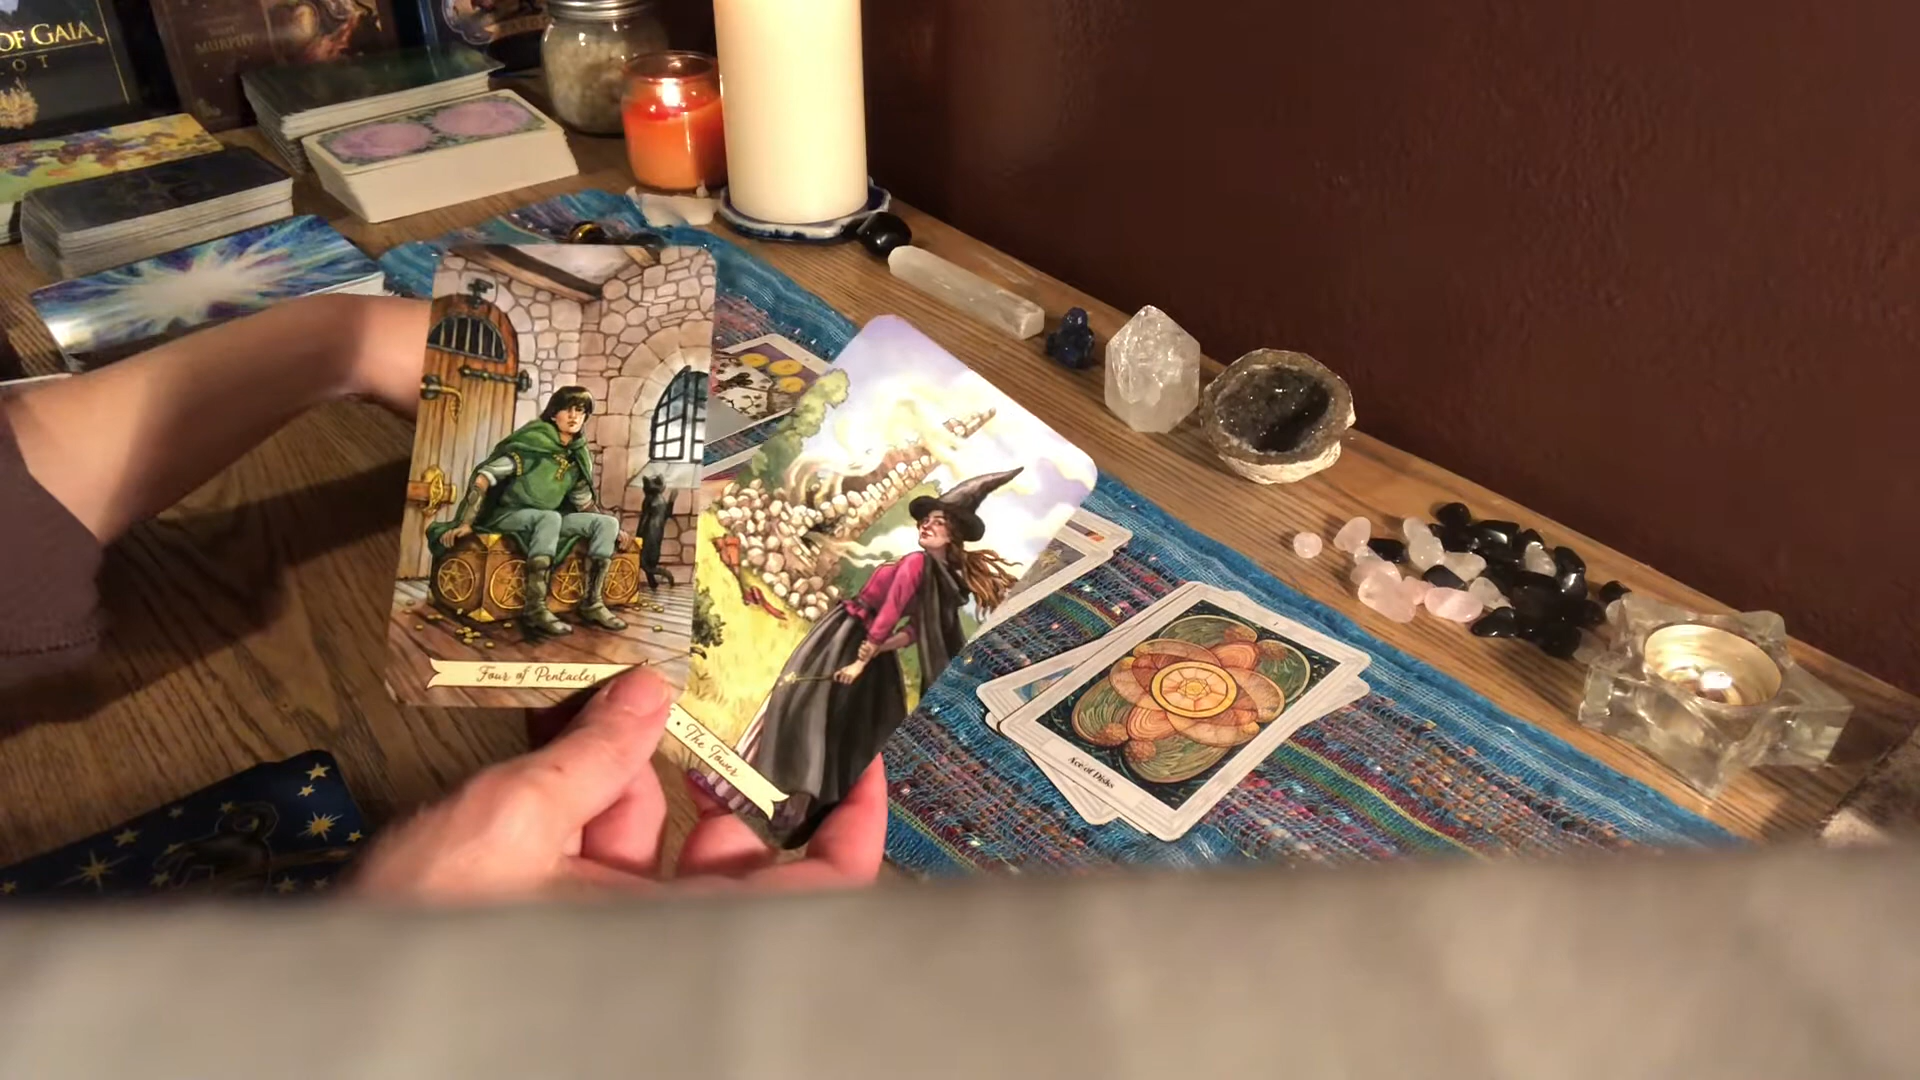 OF GAIA
OT
MURPHY
Four of Pentacles
The Tower
Ace of Disks